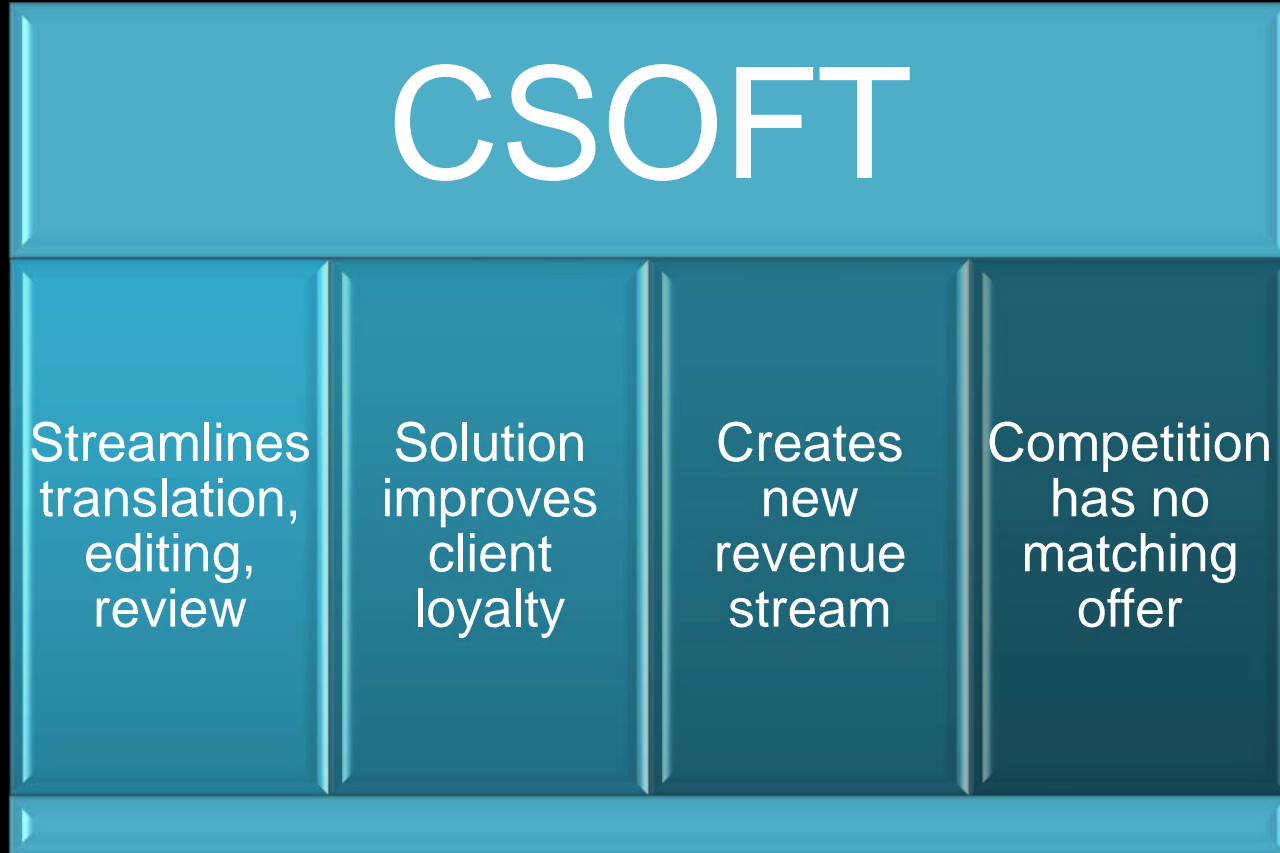 CSOFT
Streamlines
translation,
editing,
review
Solution
improves
client
loyalty
Creates
new
revenue
stream
Competition
has no
matching
offer